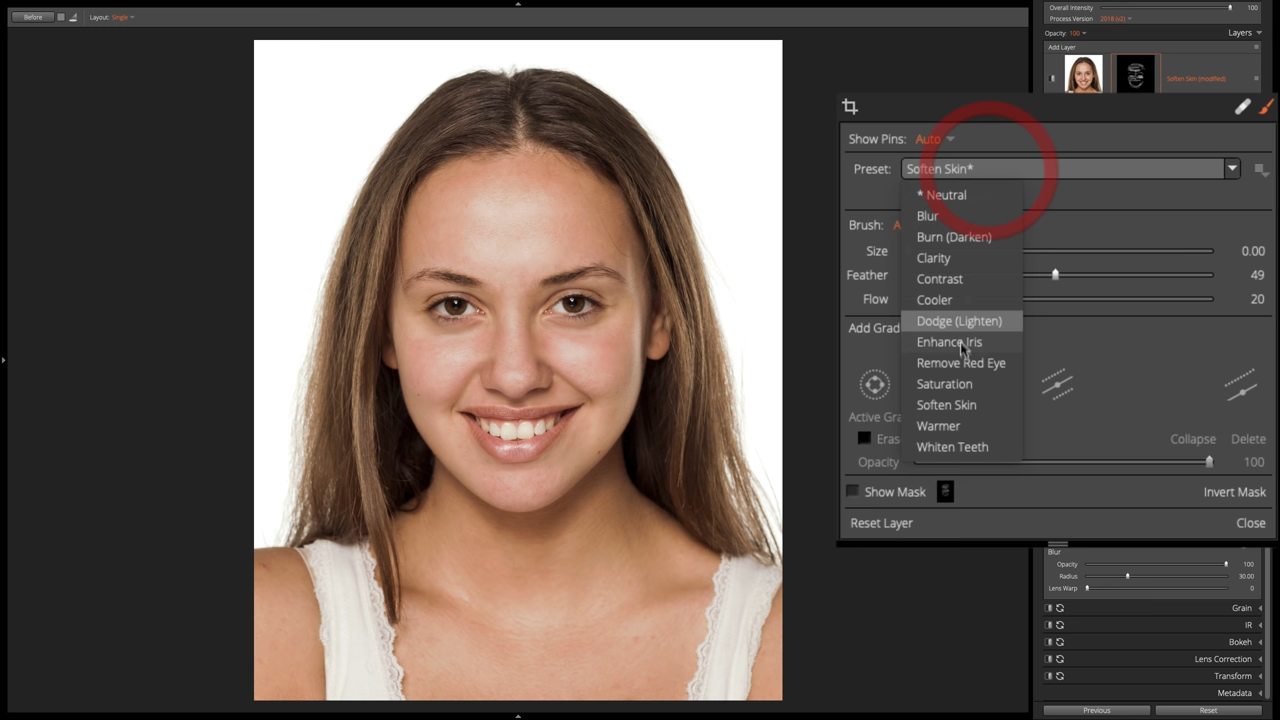 Before
Layout: Single
Overall Intensity 100
Process Version 2018 (v2)
Opacity: 100 Layers
Add Layer
Soften Skin (modified)
Show Pins: Auto
Preset: Soften Skin*
* Neutral
Blur
Brush: A
Burn (Darken)
Size 0.00
Clarity
Feather 49
Contrast
Flow 20
Cooler
Dodge (Lighten)
Add Grad
Enhance Iris
Remove Red Eye
Saturation
Soften Skin
Active Gra
Warmer
Eras Collapse Delete
Whiten Teeth
Opacity 100
Show Mask Invert Mask
Reset Layer Close
Blur
Opacity 100
Radius 30.00
Lens Warp 0
Grain
IR
Bokeh
Lens Correction
Transform
Metadata
Previous Reset